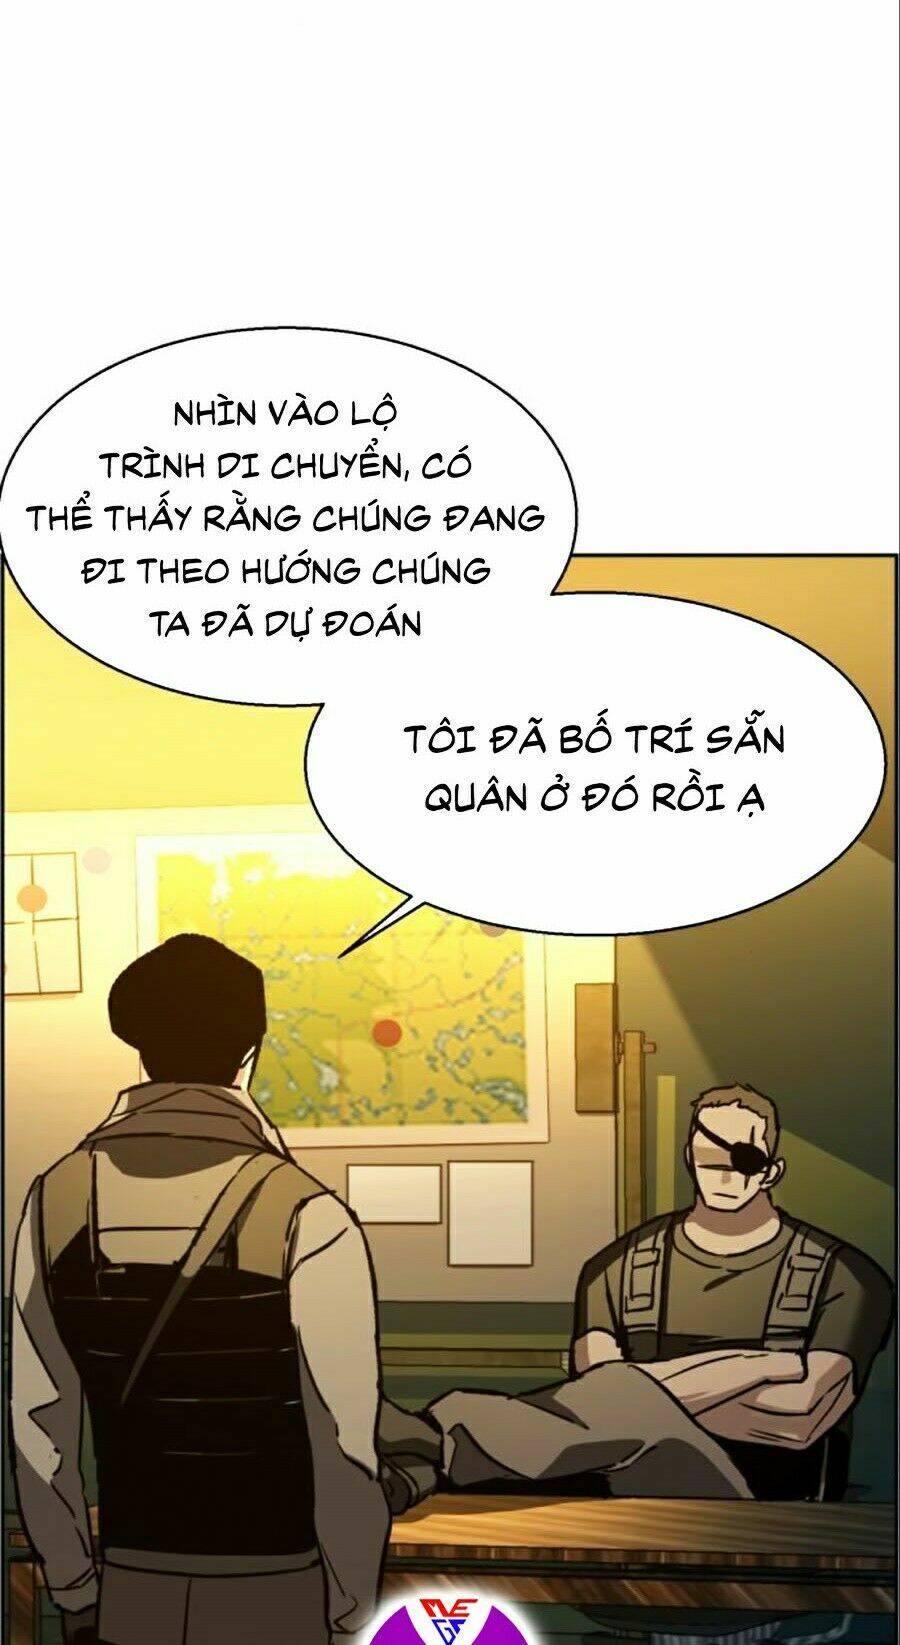 NHÌN VÀO LỘ
TRÌNH DI CHUYỂN, CÓ
THỂ THẤY RẰNG CHÚNG ĐANG
ĐI THEO HƯỚNG CHÚNG
TA ĐÃ DỰ ĐOÁN
TÔI ĐÃ BỐ TRÍ SẴN
QUÂN Ở ĐÓ RỒI Ạ